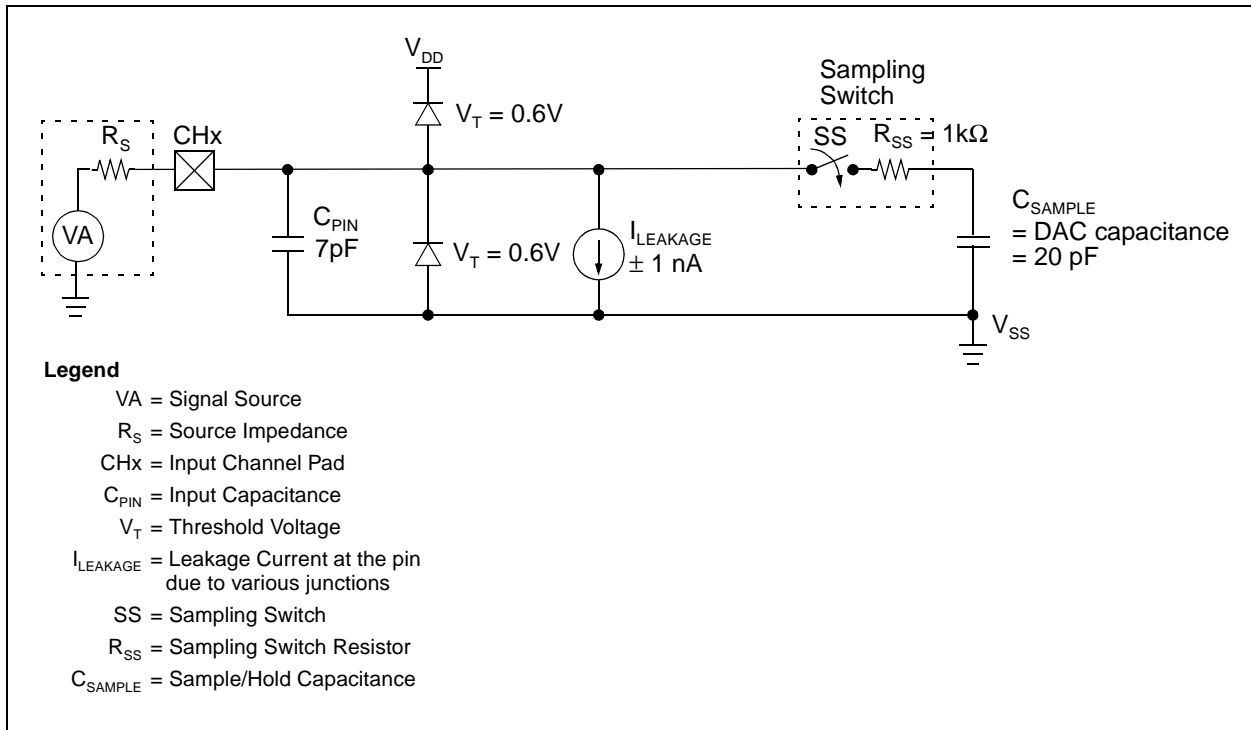 V_DD
Sampling
Switch
R_S
CHx
V_T = 0.6V
SS
R_SS = 1kΩ
VA
C_PIN
7pF
V_T = 0.6V
I_LEAKAGE
± 1 nA
C_SAMPLE
= DAC capacitance
= 20 pF
V_SS
Legend
VA = Signal Source
R_S = Source Impedance
CHx = Input Channel Pad
C_PIN = Input Capacitance
V_T = Threshold Voltage
I_LEAKAGE = Leakage Current at the pin
due to various junctions
SS = Sampling Switch
R_SS = Sampling Switch Resistor
C_SAMPLE = Sample/Hold Capacitance